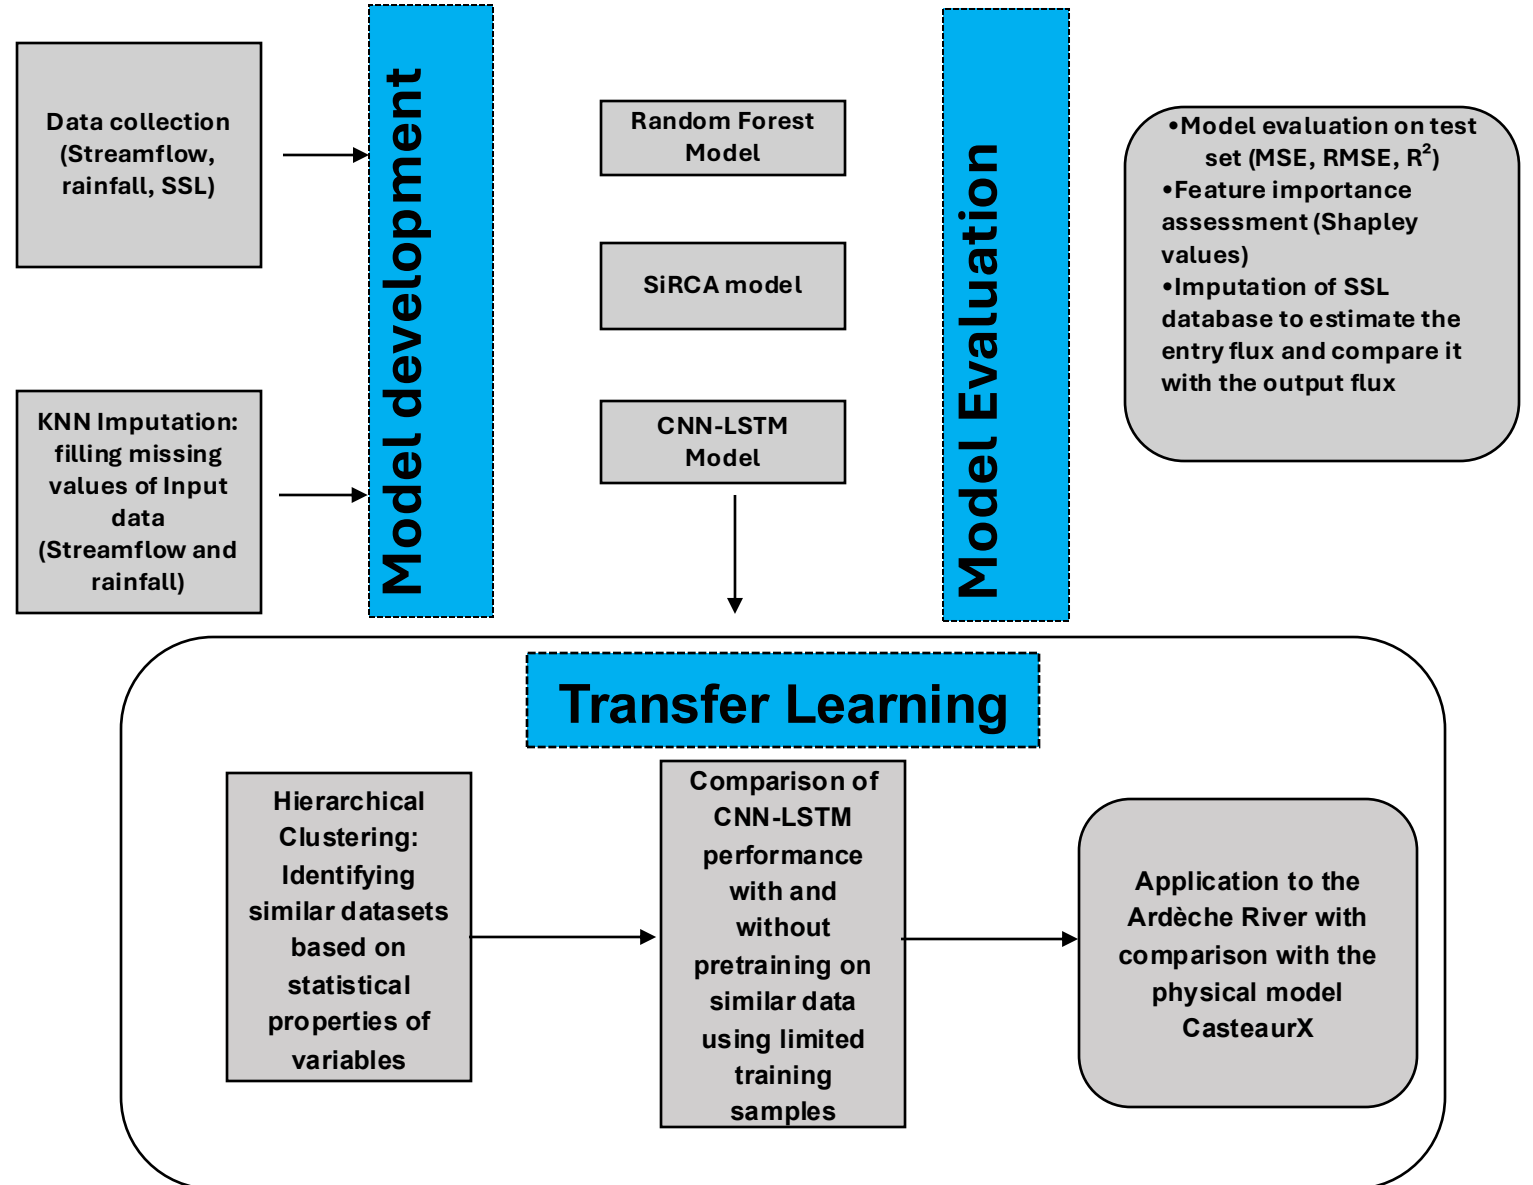 Data collection
(Streamflow,
rainfall, SSL)
KNN Imputation:
filling missing
values of Input
data
(Streamflow and
rainfall)
Model development
Random Forest
Model
SiRCA model
CNN-LSTM
Model
Model Evaluation
•Model evaluation on test
set (MSE, RMSE, R²)
•Feature importance
assessment (Shapley
values)
•Imputation of SSL
database to estimate the
entry flux and compare it
with the output flux
Transfer Learning
Hierarchical
Clustering:
Identifying
similar datasets
based on
statistical
properties of
variables
Comparison of
CNN-LSTM
performance
with and
without
pretraining on
similar data
using limited
training
samples
Application to the
Ardèche River with
comparison with the
physical model
CasteaurX